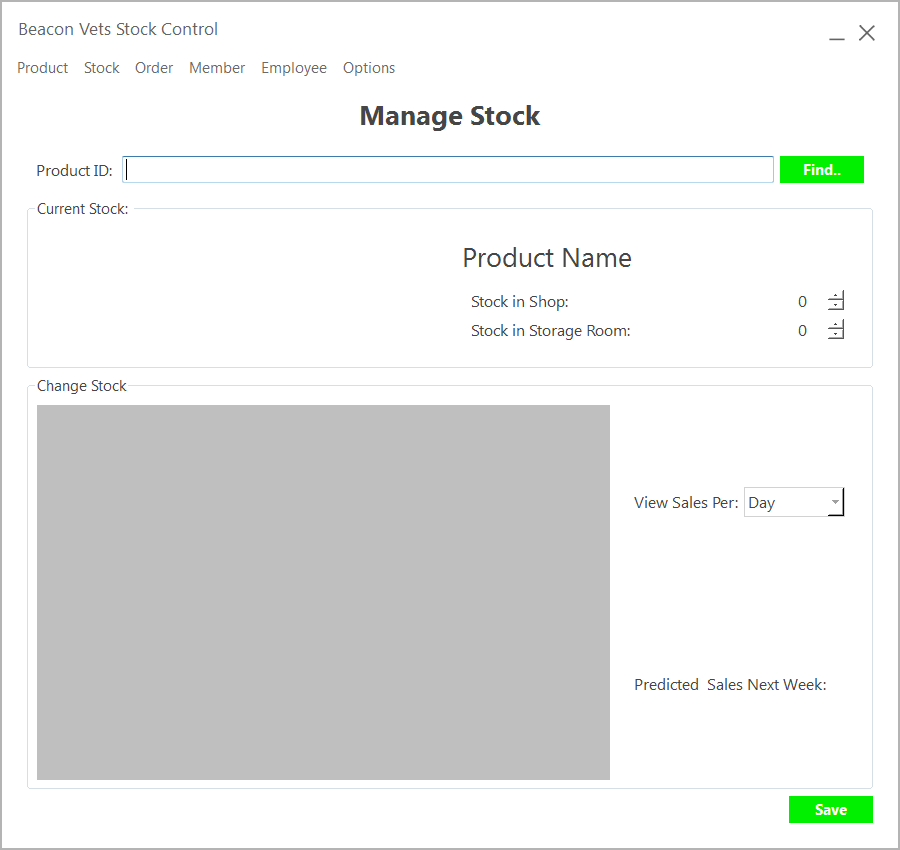 Beacon Vets Stock Control
Product Stock Order Member Employee Options
Manage Stock
Product ID: Find..
Current Stock:
Product Name
Stock in Shop: 0
Stock in Storage Room: 0
Change Stock
View Sales Per: Day
Predicted  Sales Next Week:
Save